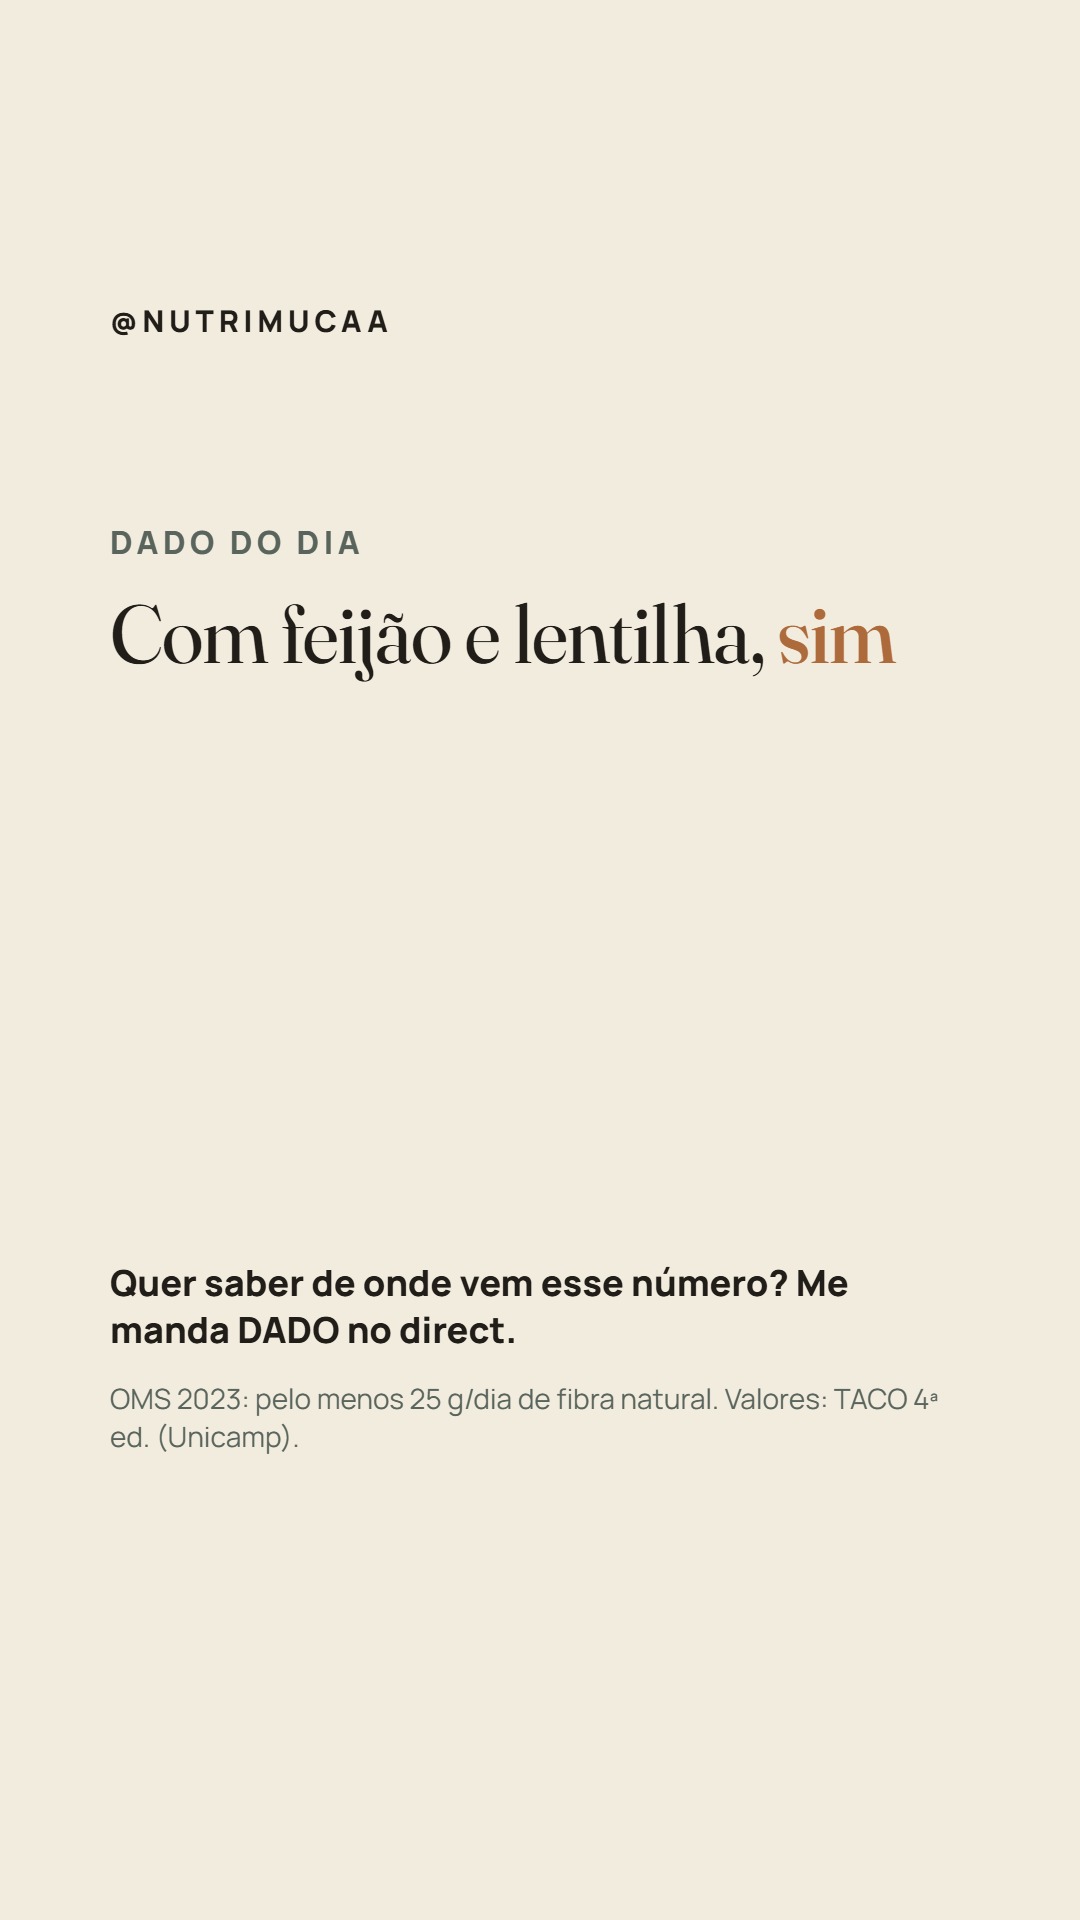 @NUTRIMUCAA
DADO DO DIA
Com feijão e lentilha, sim
Quer saber de onde vem esse número? Me
manda DADO no direct.
OMS 2023: pelo menos 25 g/dia de fibra natural. Valores: TACO 4ª
ed. (Unicamp).